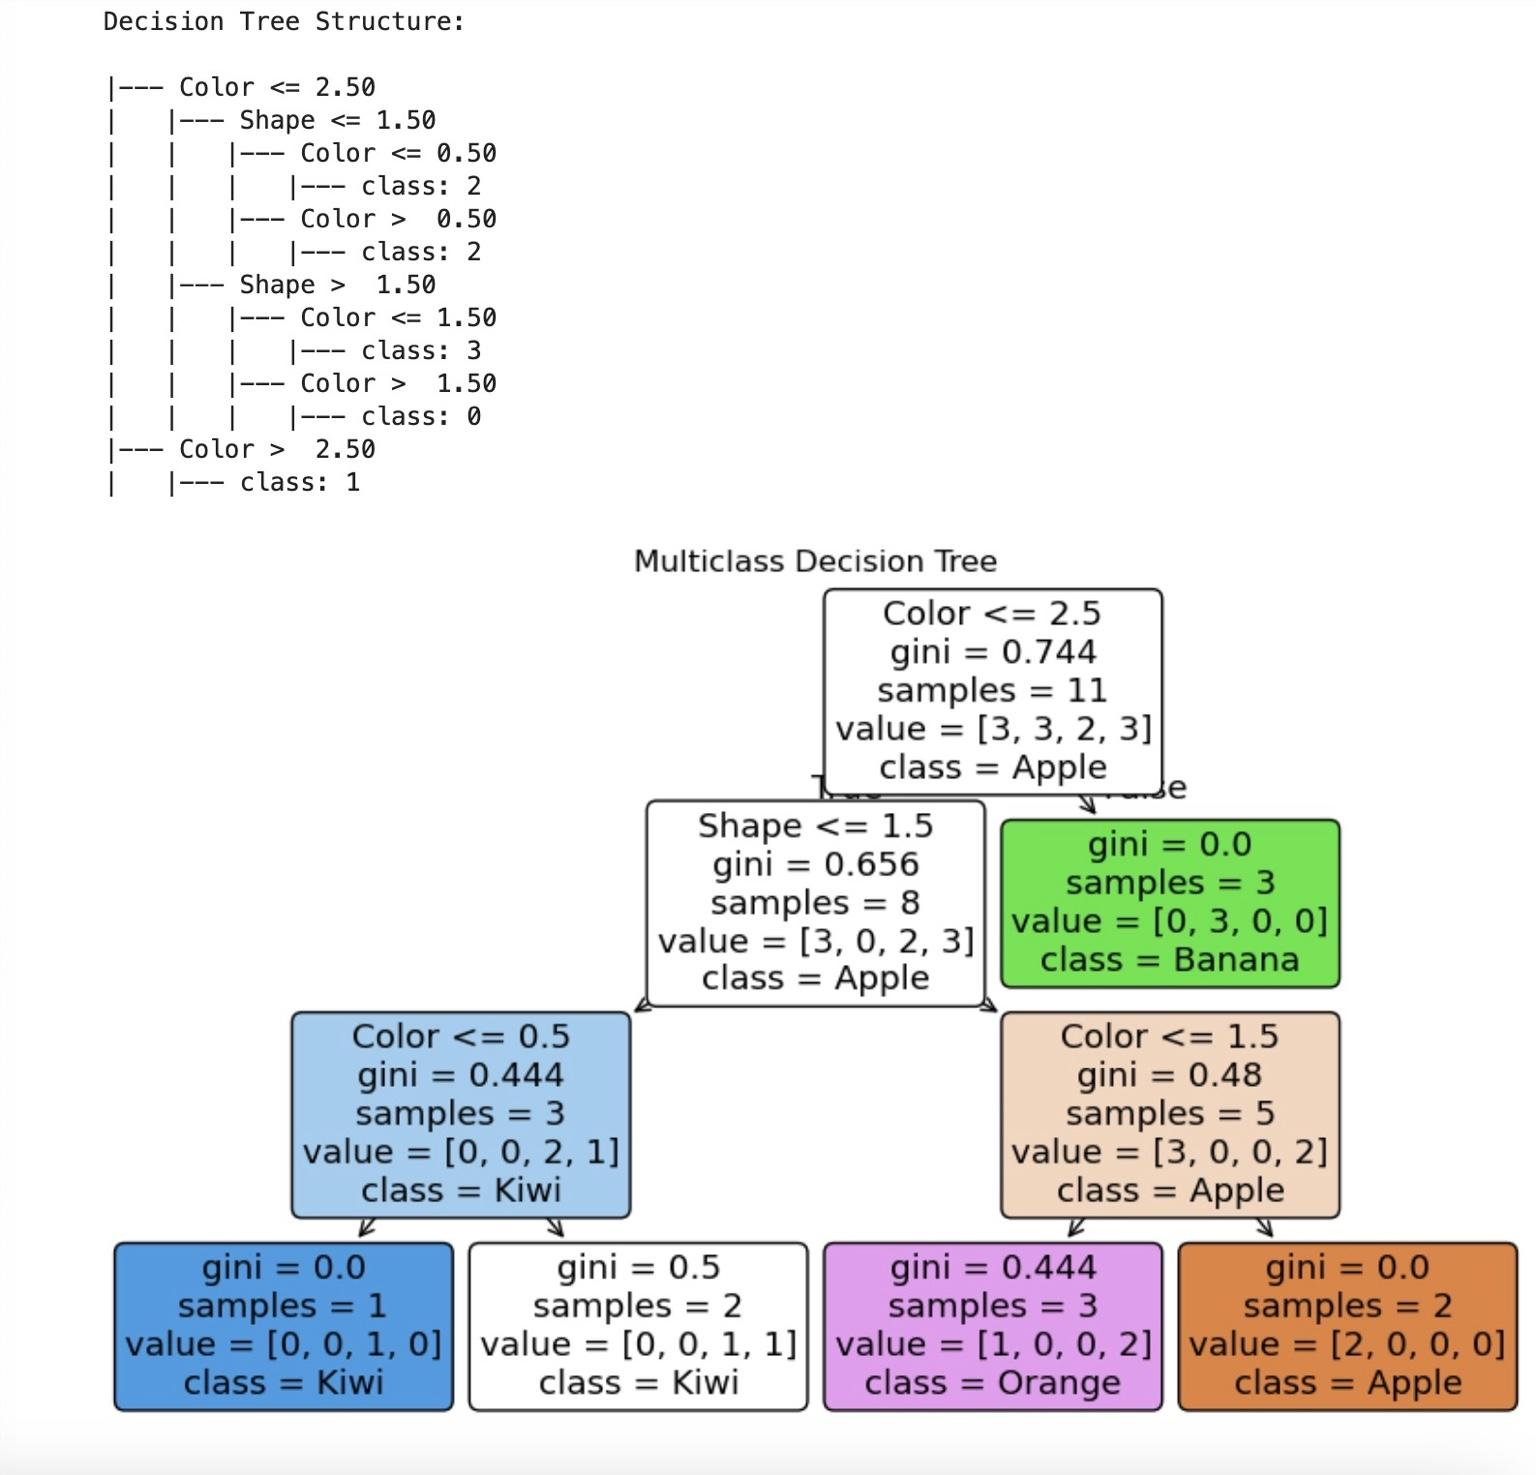 Decision Tree Structure:
|--- Color <= 2.50
|   |--- Shape <= 1.50
|   |   |--- Color <= 0.50
|   |   |   |--- class: 2
|   |   |--- Color >  0.50
|   |   |   |--- class: 2
|   |--- Shape >  1.50
|   |   |--- Color <= 1.50
|   |   |   |--- class: 3
|   |   |--- Color >  1.50
|   |   |   |--- class: 0
|--- Color >  2.50
|   |--- class: 1
Multiclass Decision Tree
Color <= 2.5
gini = 0.744
samples = 11
value = [3, 3, 2, 3]
class = Apple
True
False
Shape <= 1.5
gini = 0.656
samples = 8
value = [3, 0, 2, 3]
class = Apple
gini = 0.0
samples = 3
value = [0, 3, 0, 0]
class = Banana
Color <= 0.5
gini = 0.444
samples = 3
value = [0, 0, 2, 1]
class = Kiwi
Color <= 1.5
gini = 0.48
samples = 5
value = [3, 0, 0, 2]
class = Apple
gini = 0.0
samples = 1
value = [0, 0, 1, 0]
class = Kiwi
gini = 0.5
samples = 2
value = [0, 0, 1, 1]
class = Kiwi
gini = 0.444
samples = 3
value = [1, 0, 0, 2]
class = Orange
gini = 0.0
samples = 2
value = [2, 0, 0, 0]
class = Apple